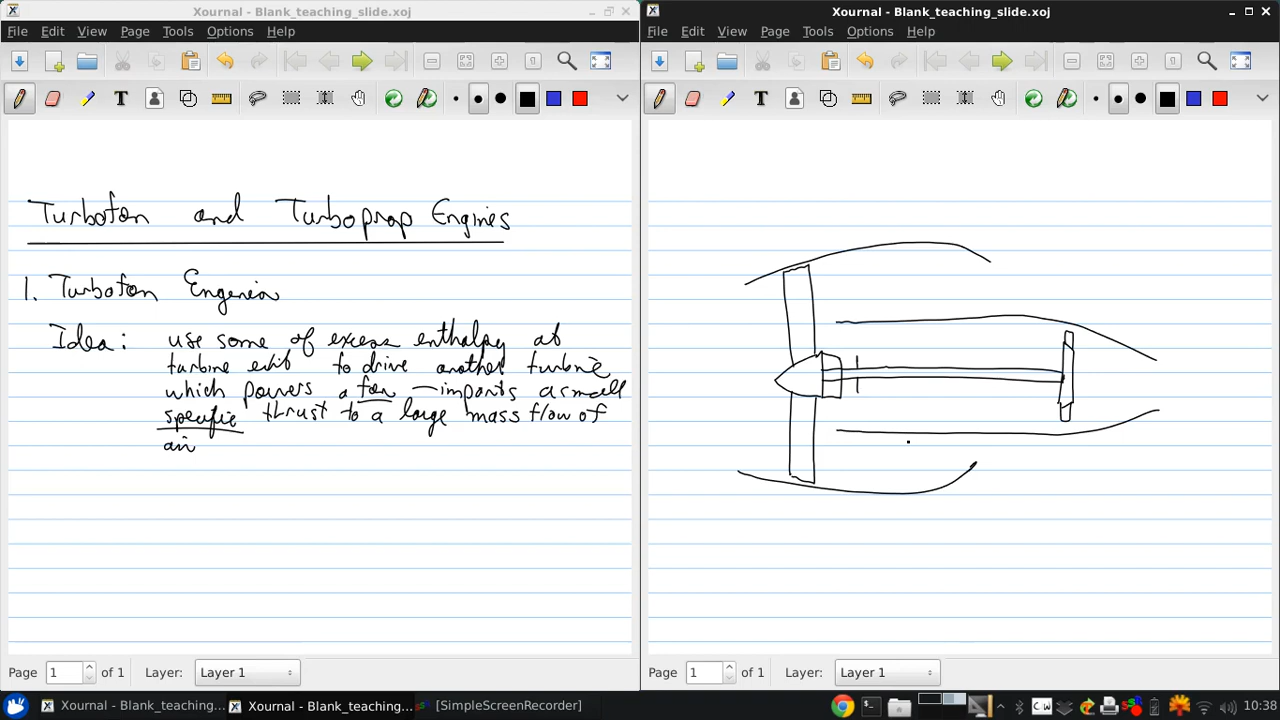 Xournal - Blank_teaching_slide.xoj
File Edit View Page Tools Options Help
Turbofan and Turboprop Engines
1. Turbofan Engenia
Idea: use some of excess enthalpy at
turbine exit to drive another turbine
which powers a fan — imparts a small
specific thrust to a large mass flow of
air
Page 1 of 1 Layer: Layer 1
Xournal - Blank_teaching_slide.xoj
File Edit View Page Tools Options Help
Page 1 of 1 Layer: Layer 1
Xournal - Blank_teaching_... Xournal - Blank_teaching_... [SimpleScreenRecorder] 10:38